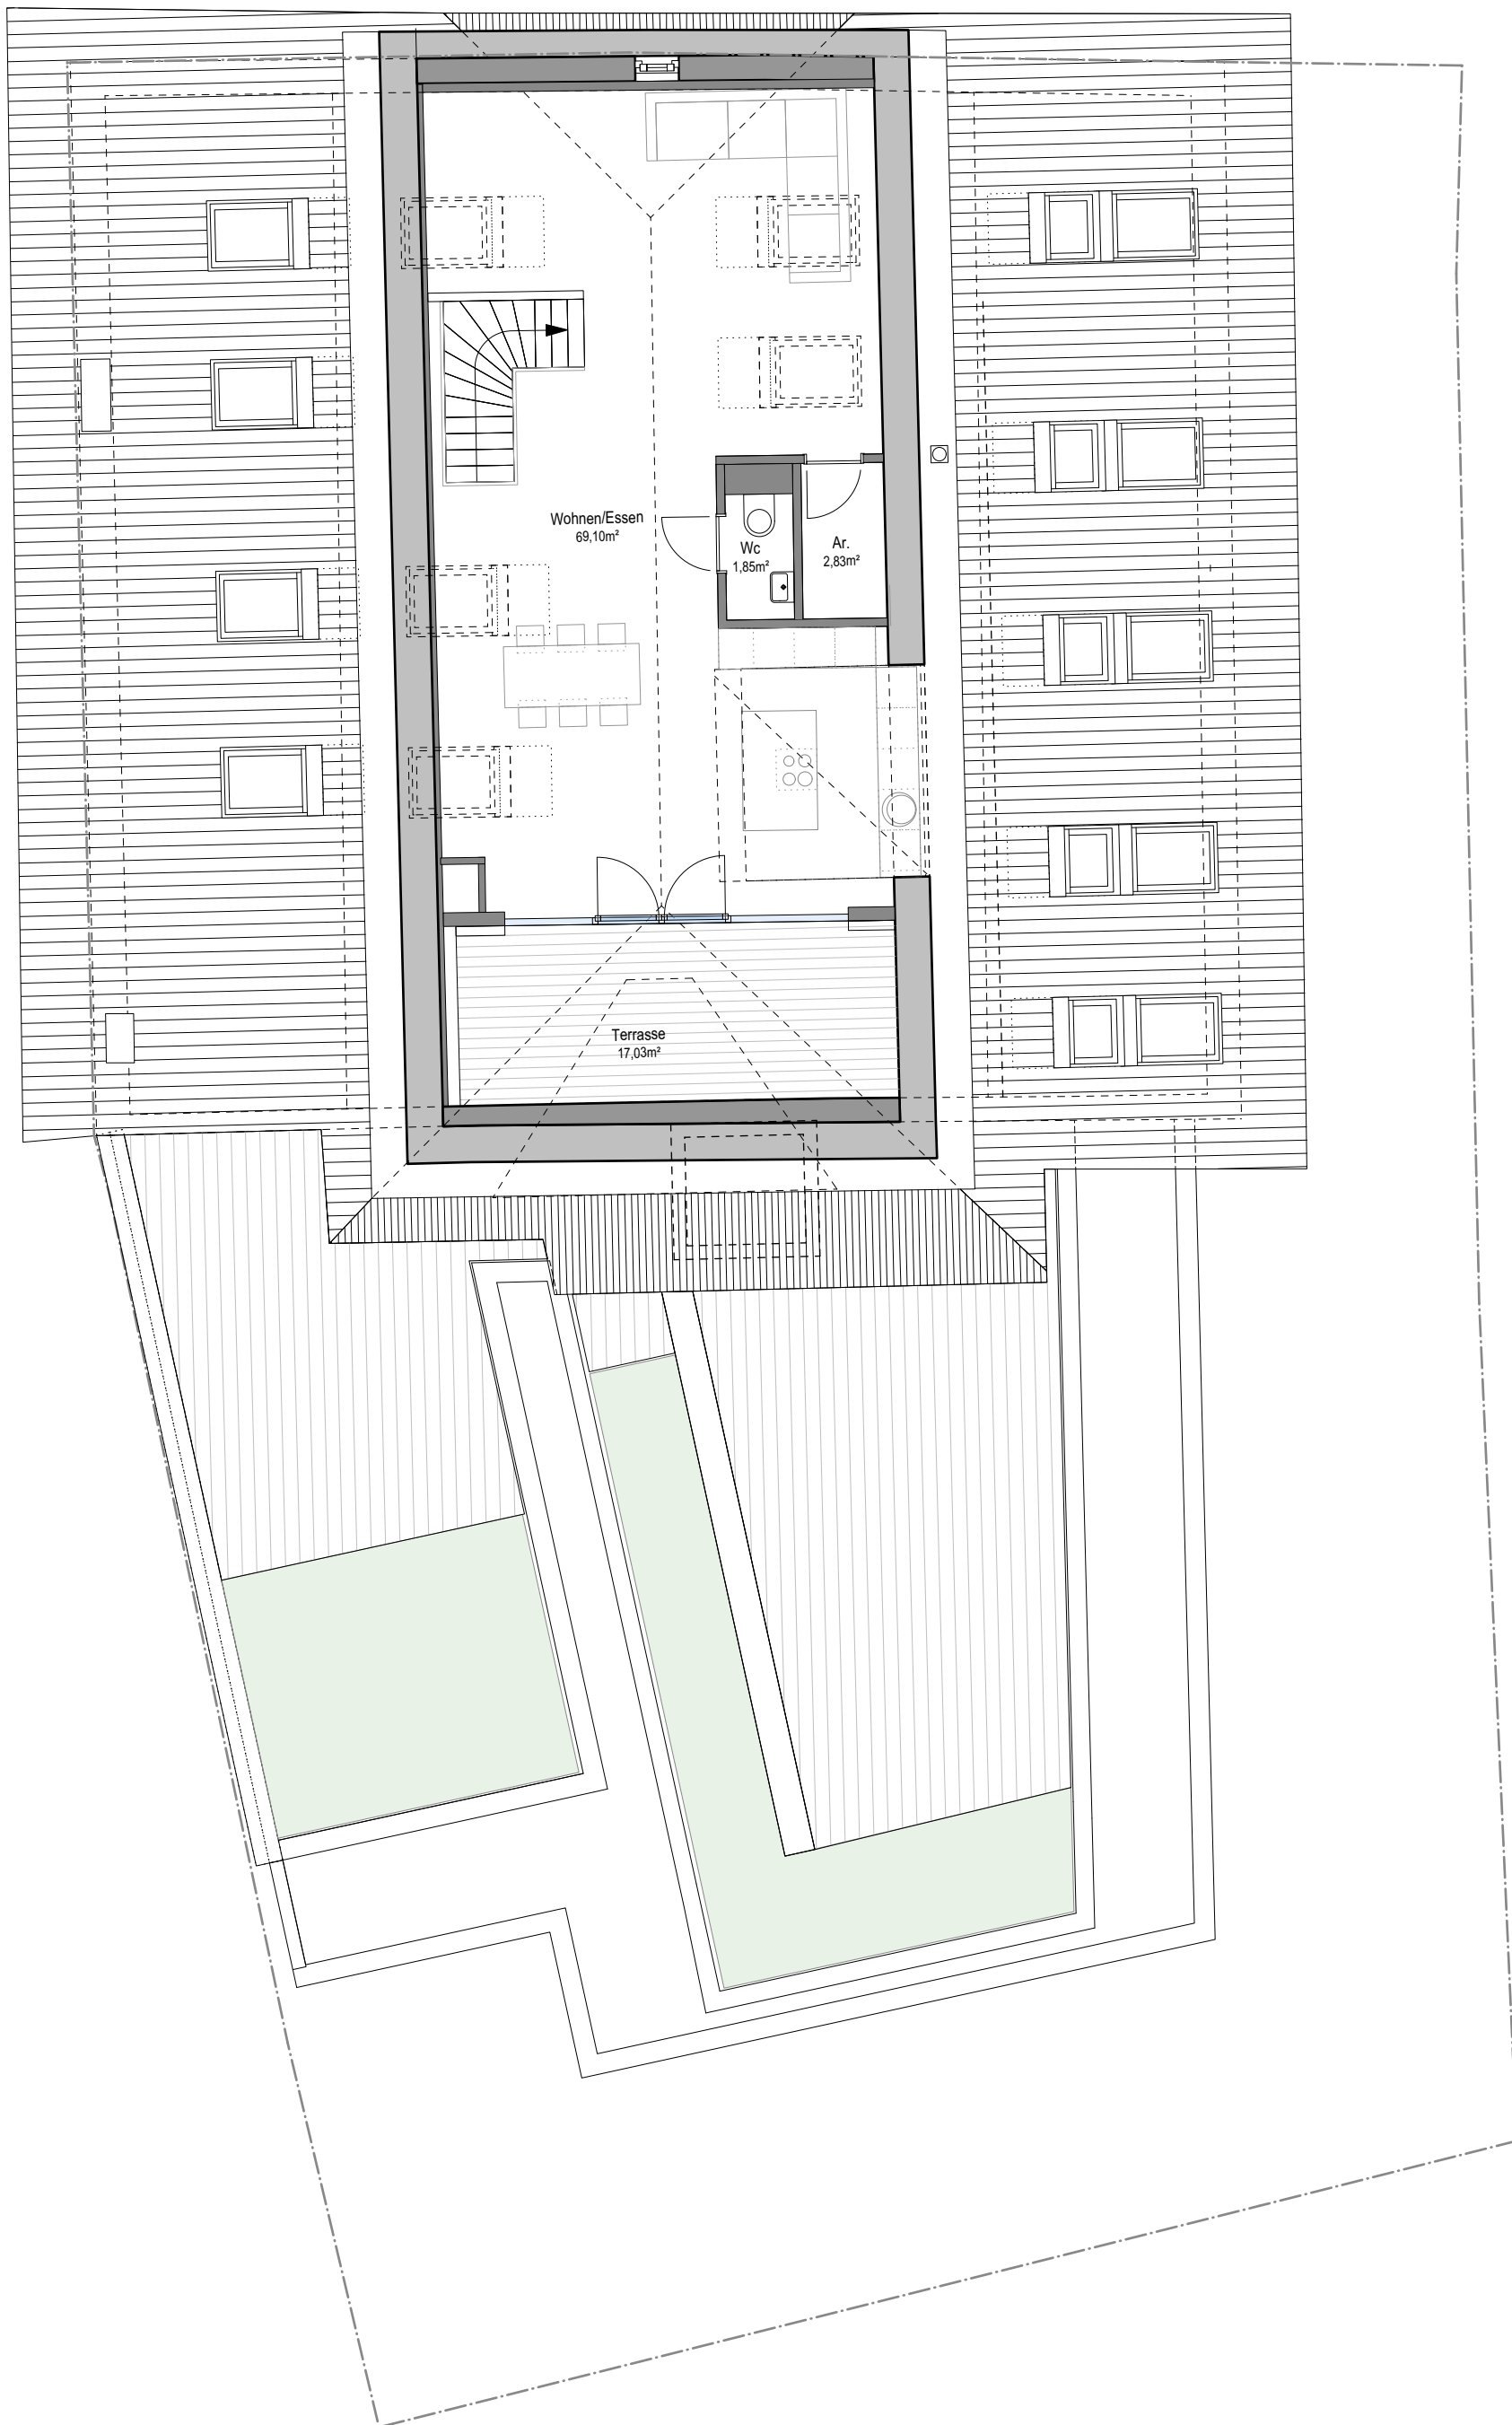 Wohnen/Essen
69,10m²
Wc
1,85m²
Ar.
2,83m²
Terrasse
17,03m²